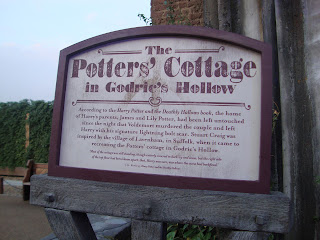 The
Potters' Cottage
in Godric's Hollow
According to the Harry Potter and the Deathly Hallows book, the home
of Harry's parents, James and Lily Potter, had been left untouched
since the night that Voldemort murdered the couple and left
Harry with his signature lightning bolt scar. Stuart Craig was
inspired by the village of Lavenham, in Suffolk, when it came to
recreating the Potters' cottage in Godric's Hollow.